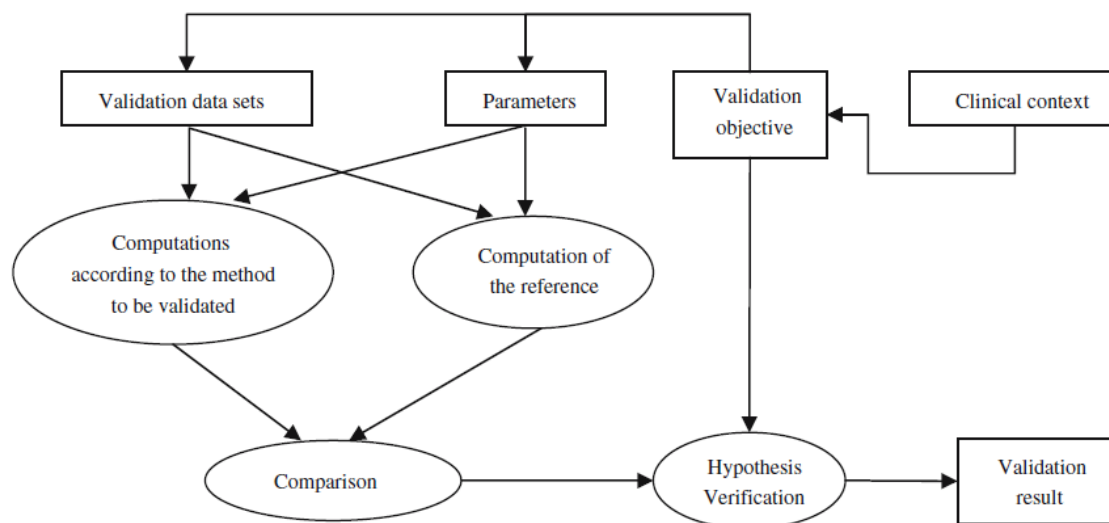 Validation data sets
Parameters
Validation
objective
Clinical context
Computations
according to the method
to be validated
Computation of
the reference
Comparison
Hypothesis
Verification
Validation
result